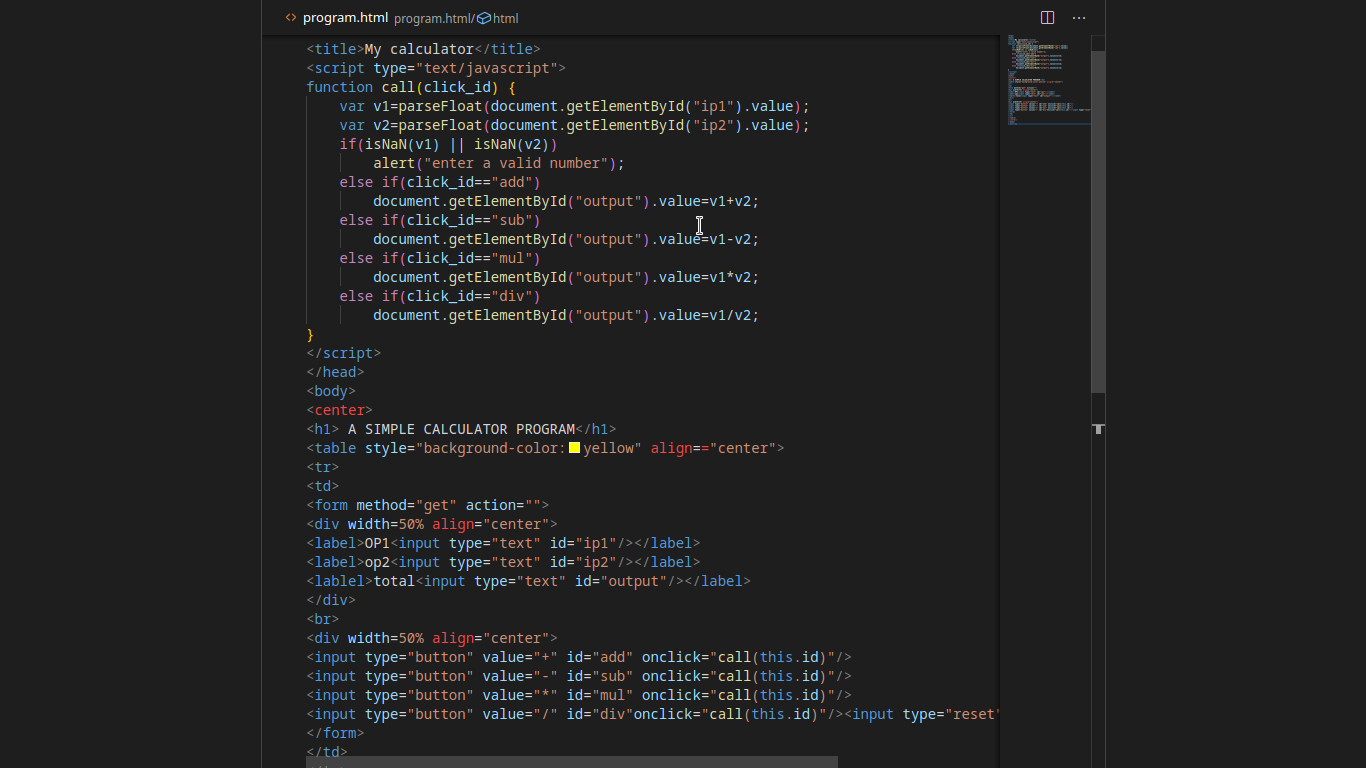 program.html program.html/html
<title>My calculator</title>
<script type="text/javascript">
function call(click_id) {
    var v1=parseFloat(document.getElementById("ip1").value);
    var v2=parseFloat(document.getElementById("ip2").value);
    if(isNaN(v1) || isNaN(v2))
        alert("enter a valid number");
    else if(click_id=="add")
        document.getElementById("output").value=v1+v2;
    else if(click_id=="sub")
        document.getElementById("output").value=v1-v2;
    else if(click_id=="mul")
        document.getElementById("output").value=v1*v2;
    else if(click_id=="div")
        document.getElementById("output").value=v1/v2;
}
</script>
</head>
<body>
<center>
<h1> A SIMPLE CALCULATOR PROGRAM</h1>
<table style="background-color:yellow" align=="center">
<tr>
<td>
<form method="get" action="">
<div width=50% align="center">
<label>OP1<input type="text" id="ip1"/></label>
<label>op2<input type="text" id="ip2"/></label>
<lablel>total<input type="text" id="output"/></label>
</div>
<br>
<div width=50% align="center">
<input type="button" value="+" id="add" onclick="call(this.id)"/>
<input type="button" value="-" id="sub" onclick="call(this.id)"/>
<input type="button" value="*" id="mul" onclick="call(this.id)"/>
<input type="button" value="/" id="div"onclick="call(this.id)"/><input type="reset"
</form>
</td>